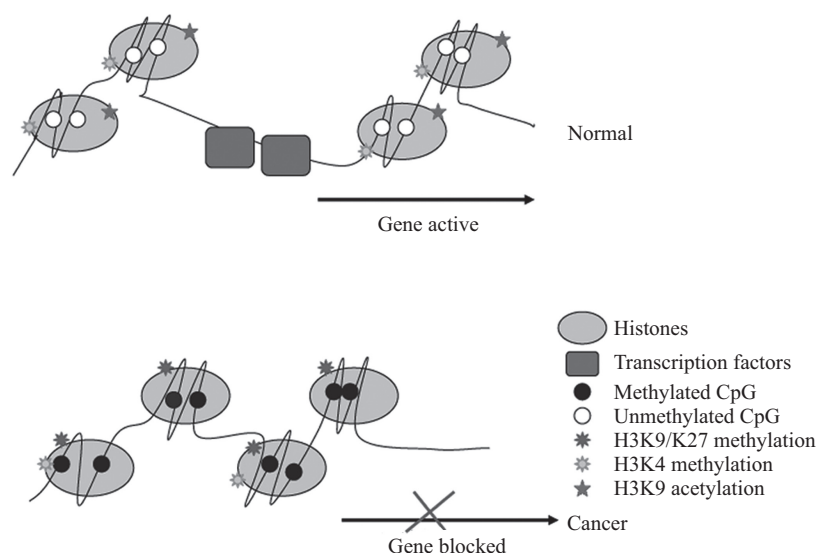 Normal
Gene active
Histones
Transcription factors
Methylated CpG
Unmethylated CpG
H3K9/K27 methylation
H3K4 methylation
H3K9 acetylation
Cancer
Gene blocked